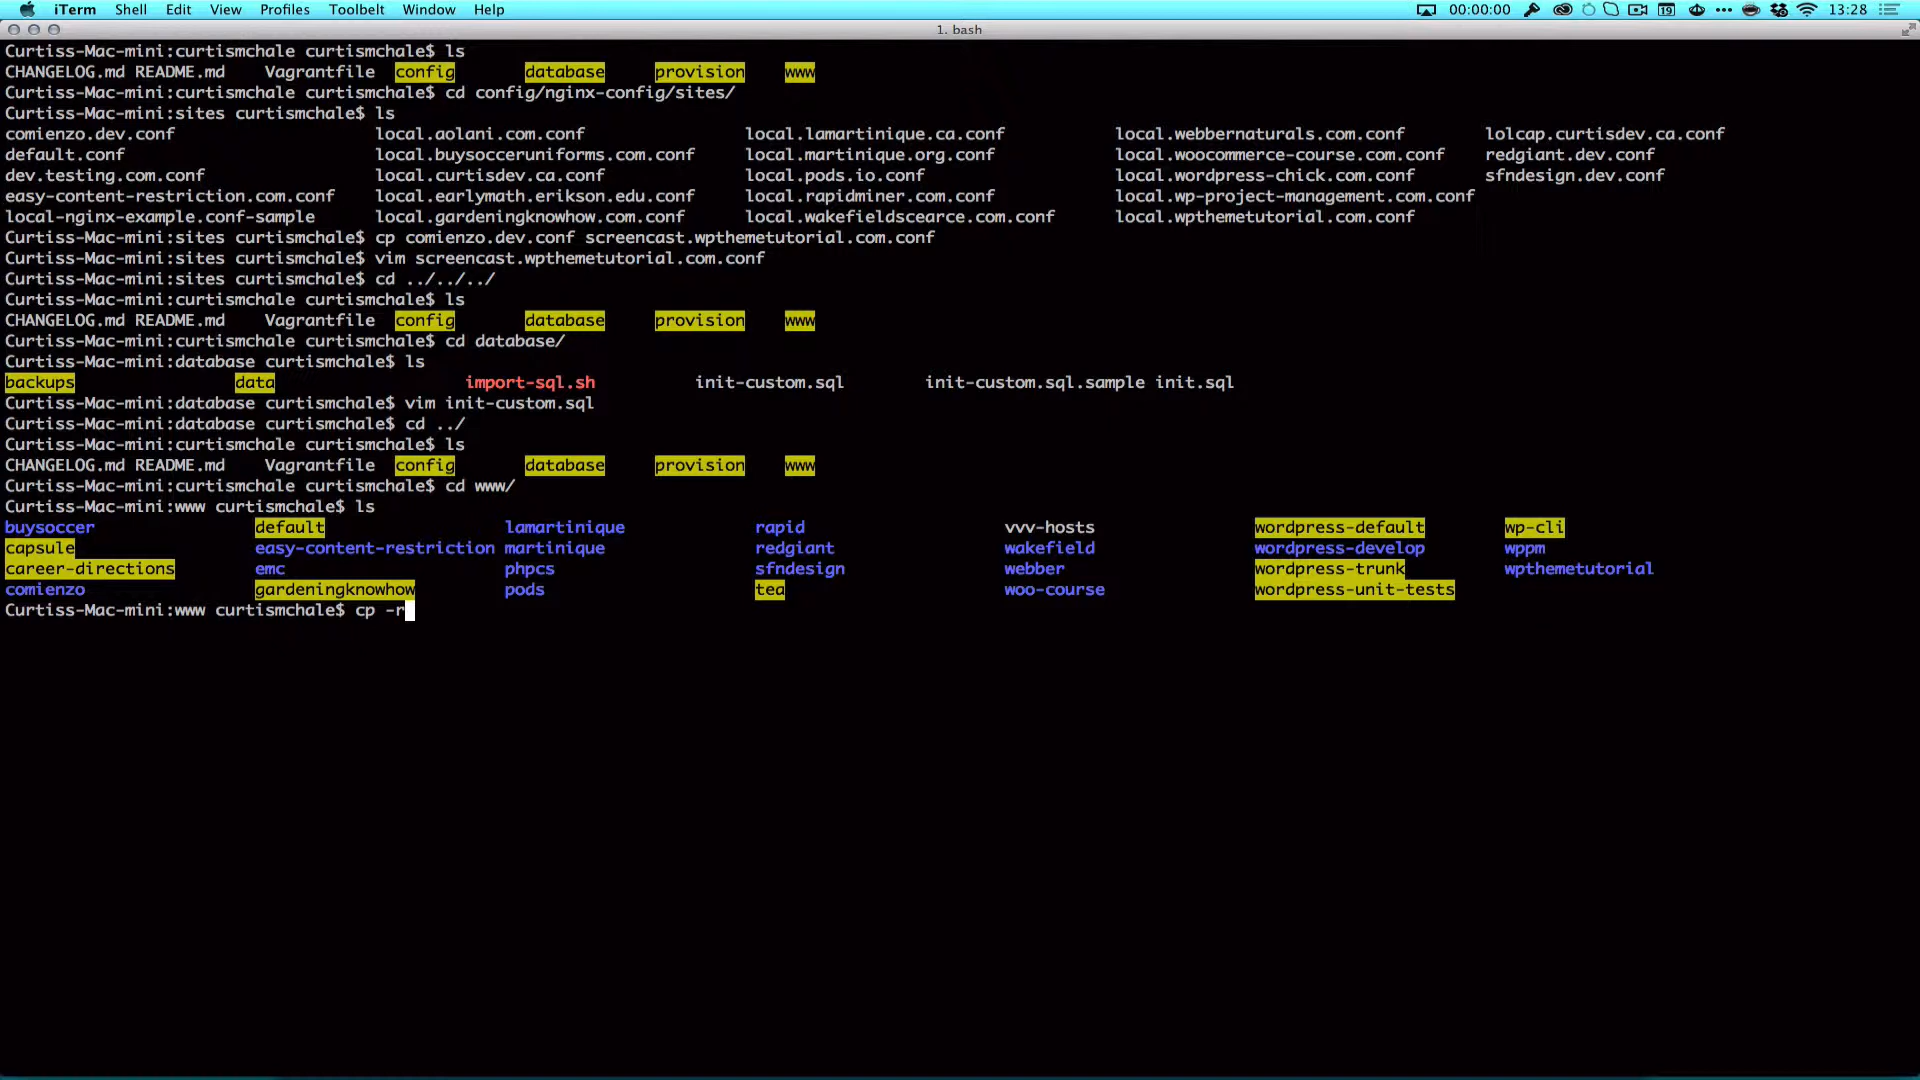 iTerm Shell Edit View Profiles Toolbelt Window Help 00:00:00 19 13:28
1. bash
Curtiss-Mac-mini:curtismchale curtismchale$ ls
CHANGELOG.md README.md Vagrantfile config database provision www
Curtiss-Mac-mini:curtismchale curtismchale$ cd config/nginx-config/sites/
Curtiss-Mac-mini:sites curtismchale$ ls
comienzo.dev.conf local.aolani.com.conf local.lamartinique.ca.conf local.webbernaturals.com.conf lolcap.curtisdev.ca.conf
default.conf local.buysocceruniforms.com.conf local.martinique.org.conf local.woocommerce-course.com.conf redgiant.dev.conf
dev.testing.com.conf local.curtisdev.ca.conf local.pods.io.conf local.wordpress-chick.com.conf sfndesign.dev.conf
easy-content-restriction.com.conf local.earlymath.erikson.edu.conf local.rapidminer.com.conf local.wp-project-management.com.conf
local-nginx-example.conf-sample local.gardeningknowhow.com.conf local.wakefieldscearce.com.conf local.wpthemetutorial.com.conf
Curtiss-Mac-mini:sites curtismchale$ cp comienzo.dev.conf screencast.wpthemetutorial.com.conf
Curtiss-Mac-mini:sites curtismchale$ vim screencast.wpthemetutorial.com.conf
Curtiss-Mac-mini:sites curtismchale$ cd ../../../
Curtiss-Mac-mini:curtismchale curtismchale$ ls
CHANGELOG.md README.md Vagrantfile config database provision www
Curtiss-Mac-mini:curtismchale curtismchale$ cd database/
Curtiss-Mac-mini:database curtismchale$ ls
backups data import-sql.sh init-custom.sql init-custom.sql.sample init.sql
Curtiss-Mac-mini:database curtismchale$ vim init-custom.sql
Curtiss-Mac-mini:database curtismchale$ cd ../
Curtiss-Mac-mini:curtismchale curtismchale$ ls
CHANGELOG.md README.md Vagrantfile config database provision www
Curtiss-Mac-mini:curtismchale curtismchale$ cd www/
Curtiss-Mac-mini:www curtismchale$ ls
buysoccer default lamartinique rapid vvv-hosts wordpress-default wp-cli
capsule easy-content-restriction martinique redgiant wakefield wordpress-develop wppm
career-directions emc phpcs sfndesign webber wordpress-trunk wpthemetutorial
comienzo gardeningknowhow pods tea woo-course wordpress-unit-tests
Curtiss-Mac-mini:www curtismchale$ cp -r